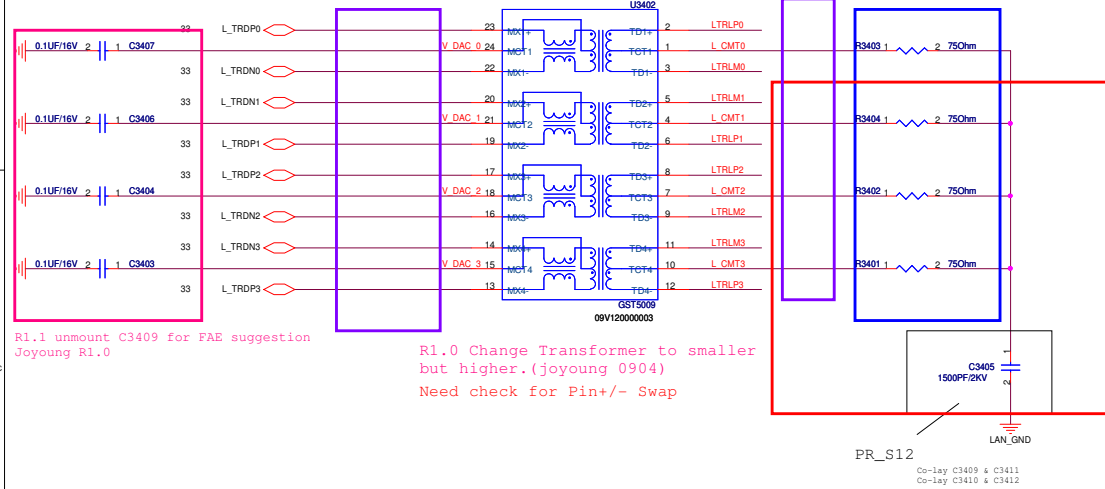 U3402
33 L_TRDP0 23 MX1+ TD1+ 2 LTRLP0
0.1UF/16V 2 1 C3407 V_DAC_0 24 MCT1 TCT1 1 L_CMT0 R3403 1 2 75Ohm
33 L_TRDN0 22 MX1- TD1- 3 LTRLM0
33 L_TRDN1 20 MX2+ TD2+ 5 LTRLM1
0.1UF/16V 2 1 C3406 V_DAC_1 21 MCT2 TCT2 4 L_CMT1 R3404 1 2 75Ohm
33 L_TRDP1 19 MX2- TD2- 6 LTRLP1
33 L_TRDP2 17 MX3+ TD3+ 8 LTRLP2
0.1UF/16V 2 1 C3404 V_DAC_2 18 MCT3 TCT3 7 L_CMT2 R3402 1 2 75Ohm
33 L_TRDN2 16 MX3- TD3- 9 LTRLM2
33 L_TRDN3 14 MX4+ TD4+ 11 LTRLM3
0.1UF/16V 2 1 C3403 V_DAC_3 15 MCT4 TCT4 10 L_CMT3 R3401 1 2 75Ohm
33 L_TRDP3 13 MX4- TD4- 12 LTRLP3
GST5009
09V120000003
R1.1 unmount C3409 for FAE suggestion
Joyoung R1.0
R1.0 Change Transformer to smaller
but higher.(joyoung 0904)
Need check for Pin+/- Swap
1
C3405
1500PF/2KV
2
LAN_GND
PR_S12
Co-lay C3409 & C3411
Co-lay C3410 & C3412